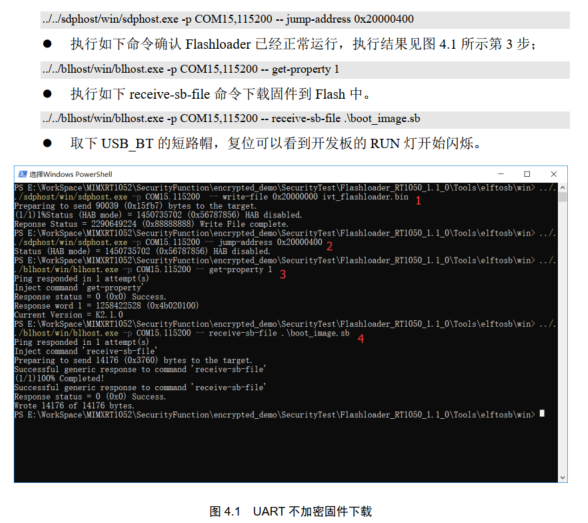 ../../sdphost/win/sdphost.exe -p COM15,115200 -- jump-address 0x20000400
● 执行如下命令确认 Flashloader 已经正常运行，执行结果见图 4.1 所示第 3 步；
../../blhost/win/blhost.exe -p COM15,115200 -- get-property 1
● 执行如下 receive-sb-file 命令下载固件到 Flash 中。
../../blhost/win/blhost.exe -p COM15,115200 -- receive-sb-file .\boot_image.sb
● 取下 USB_BT 的短路帽，复位可以看到开发板的 RUN 灯开始闪烁。
选择Windows PowerShell
PS E:\WorkSpace\MIMXRT1052\SecurityFunction\encrypted_demo\SecurityTest\Flashloader_RT1050_1.1_0\Tools\elftosb\win> ../.
./sdphost/win/sdphost.exe -p COM15,115200 -- write-file 0x20000000 ivt_flashloader.bin 1
Preparing to send 90039 (0x15fb7) bytes to the target.
(1/1)1%Status (HAB mode) = 1450735702 (0x56787856) HAB disabled.
Reponse Status = 2290649224 (0x88888888) Write File complete.
PS E:\WorkSpace\MIMXRT1052\SecurityFunction\encrypted_demo\SecurityTest\Flashloader_RT1050_1.1_0\Tools\elftosb\win> ../.
./sdphost/win/sdphost.exe -p COM15,115200 -- jump-address 0x20000400 2
Status (HAB mode) = 1450735702 (0x56787856) HAB disabled.
PS E:\WorkSpace\MIMXRT1052\SecurityFunction\encrypted_demo\SecurityTest\Flashloader_RT1050_1.1_0\Tools\elftosb\win> ../.
./blhost/win/blhost.exe -p COM15,115200 -- get-property 1 3
Ping responded in 1 attempt(s)
Inject command 'get-property'
Response status = 0 (0x0) Success.
Response word 1 = 1258422528 (0x4b020100)
Current Version = K2.1.0
PS E:\WorkSpace\MIMXRT1052\SecurityFunction\encrypted_demo\SecurityTest\Flashloader_RT1050_1.1_0\Tools\elftosb\win> ../.
./blhost/win/blhost.exe -p COM15,115200 -- receive-sb-file .\boot_image.sb 4
Ping responded in 1 attempt(s)
Inject command 'receive-sb-file'
Preparing to send 14176 (0x3760) bytes to the target.
Successful generic response to command 'receive-sb-file'
(1/1)100% Completed!
Successful generic response to command 'receive-sb-file'
Response status = 0 (0x0) Success.
Wrote 14176 of 14176 bytes.
PS E:\WorkSpace\MIMXRT1052\SecurityFunction\encrypted_demo\SecurityTest\Flashloader_RT1050_1.1_0\Tools\elftosb\win>
图 4.1 UART 不加密固件下载